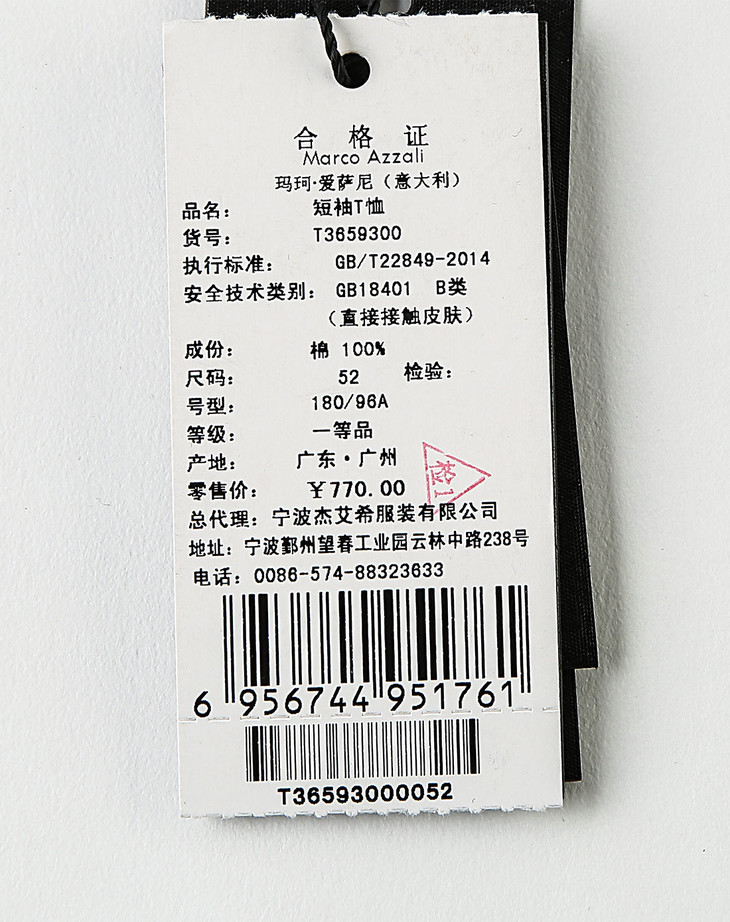 合格证
Marco Azzali
玛珂·爱萨尼（意大利）
品名： 短袖T恤
货号： T3659300
执行标准： GB/T22849-2014
安全技术类别： GB18401 B类
（直接接触皮肤）
成份： 棉 100%
尺码： 52 检验：
号型： 180/96A
等级： 一等品
产地： 广东·广州
检1
零售价： ￥770.00
总代理：宁波杰艾希服装有限公司
地址：宁波鄞州望春工业园云林中路238号
电话：0086-574-88323633
6 956744 951761
T36593000052